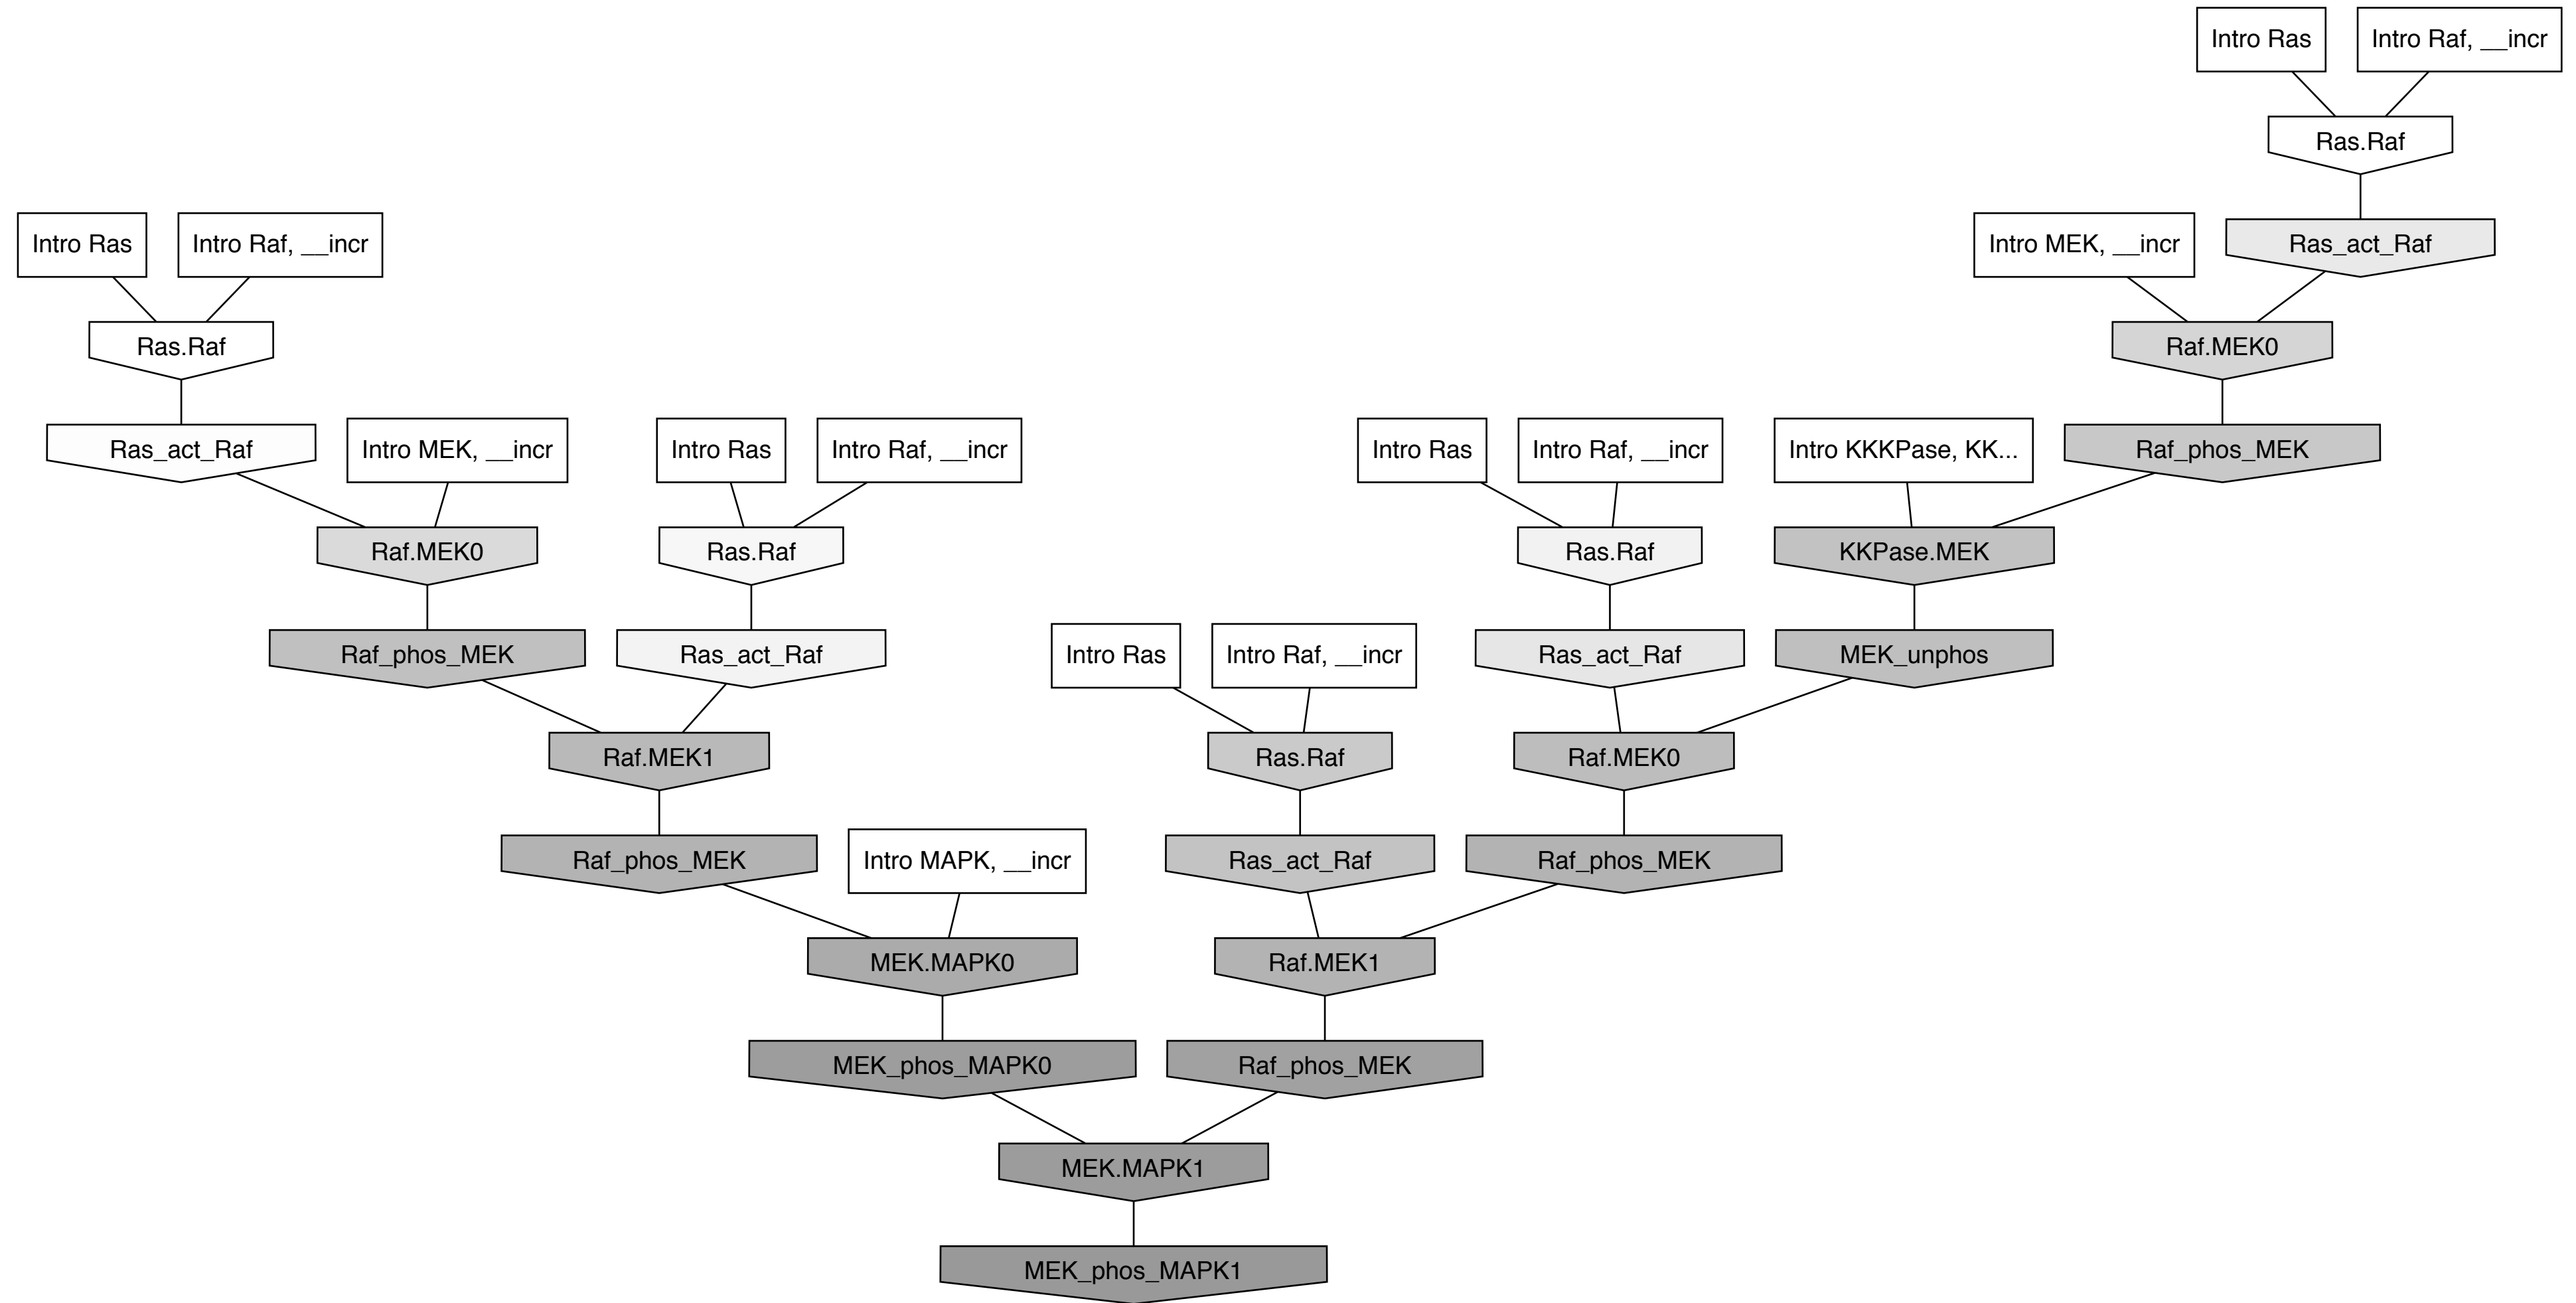 Intro Ras
Intro Raf, __incr
Ras.Raf
Intro Ras
Intro Raf, __incr
Intro MEK, __incr
Ras_act_Raf
Ras.Raf
Raf.MEK0
Ras_act_Raf
Intro MEK, __incr
Intro Ras
Intro Raf, __incr
Intro Ras
Intro Raf, __incr
Intro KKKPase, KK...
Raf_phos_MEK
Raf.MEK0
Ras.Raf
Ras.Raf
KKPase.MEK
Raf_phos_MEK
Ras_act_Raf
Intro Ras
Intro Raf, __incr
Ras_act_Raf
MEK_unphos
Raf.MEK1
Ras.Raf
Raf.MEK0
Raf_phos_MEK
Intro MAPK, __incr
Ras_act_Raf
Raf_phos_MEK
MEK.MAPK0
Raf.MEK1
MEK_phos_MAPK0
Raf_phos_MEK
MEK.MAPK1
MEK_phos_MAPK1